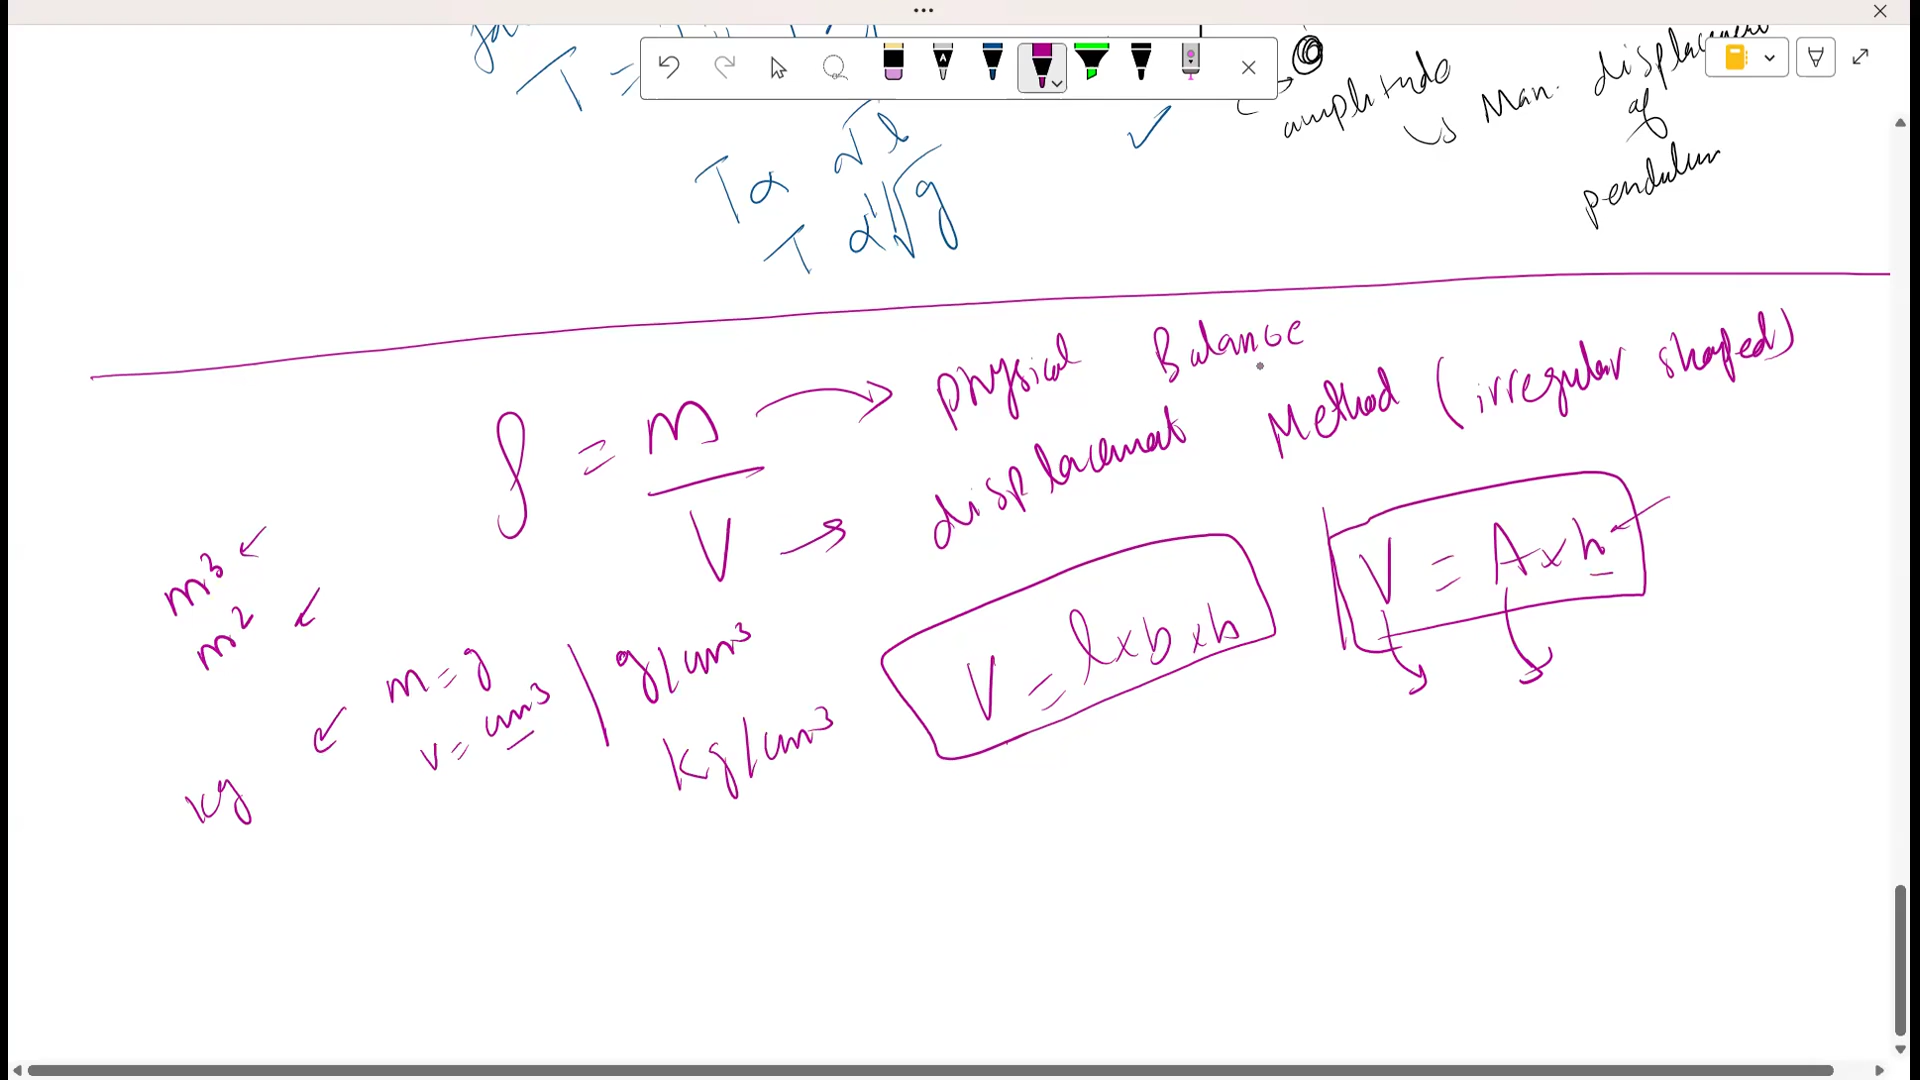 T =
amplitude
↳ Max. displacement
of
pendulum
T α √l
T α 1/√g
ρ = m/V
m → Physical Balance
V → displacement Method (irregular shaped)
V = A x h
V = l x b x h
m³
m²
m = g
v = cm³
g/cm³
kg/cm³
kg